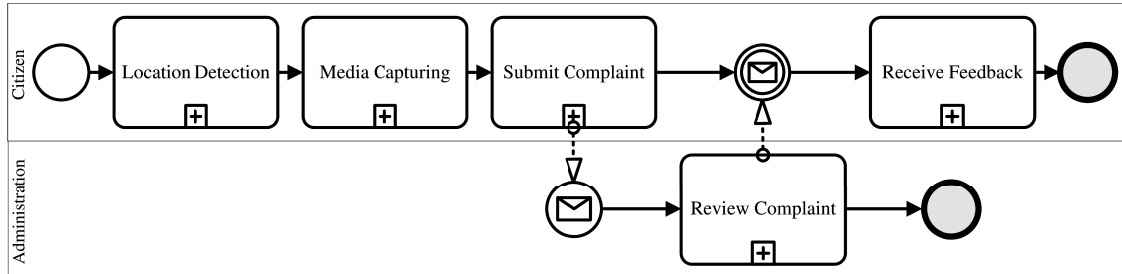 Citizen
Location Detection
Media Capturing
Submit Complaint
Receive Feedback
Administration
Review Complaint